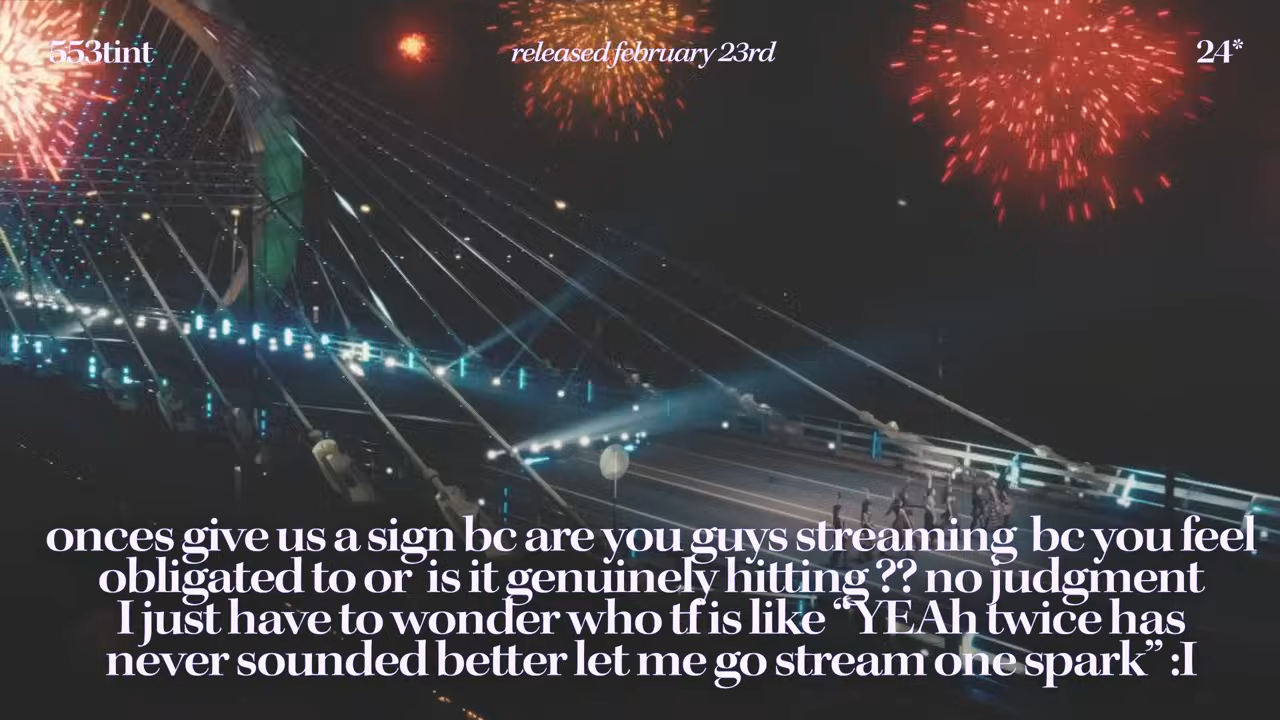 553tint
released february 23rd
24*
onces give us a sign bc are you guys streaming  bc you feel
obligated to or  is it genuinely hitting ?? no judgment
I just have to wonder who tf is like “YEAh twice has
never sounded better let me go stream one spark” :I